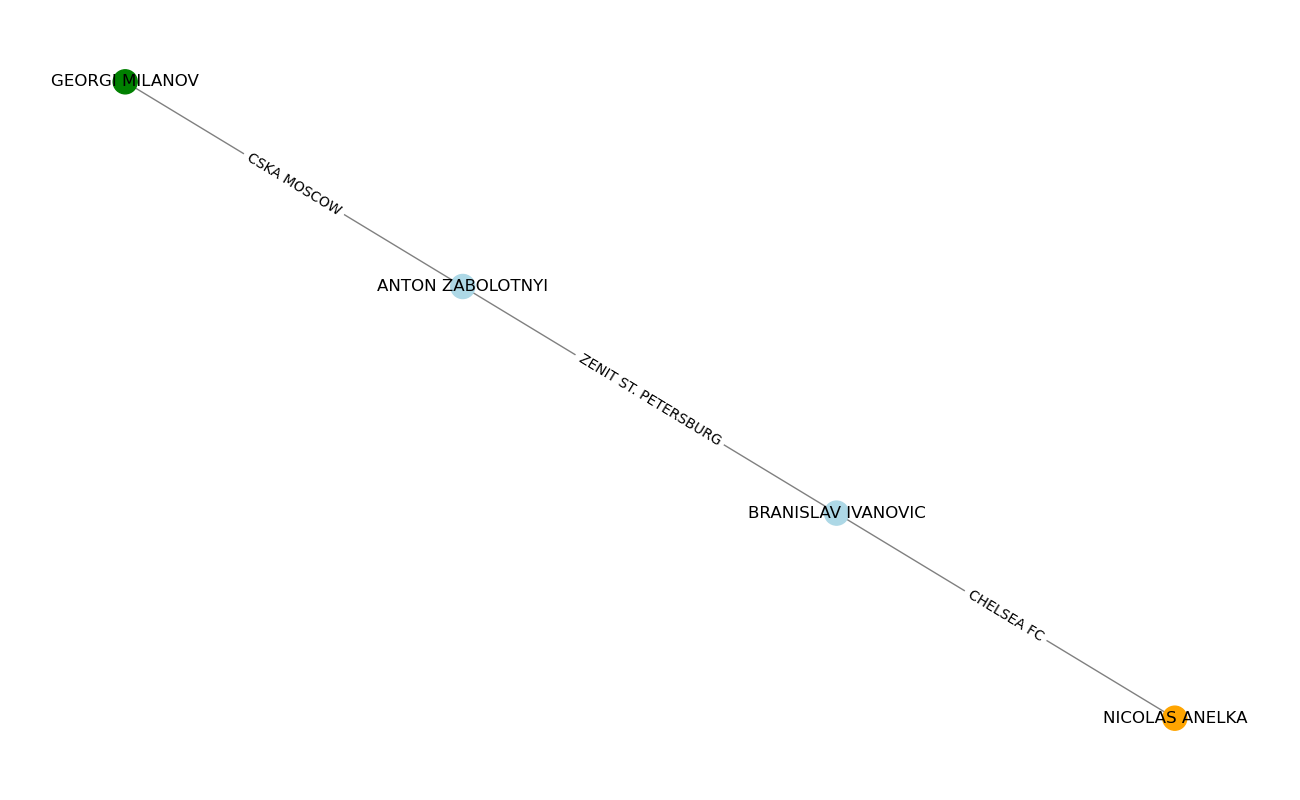 GEORGI MILANOV
CSKA MOSCOW
ANTON ZABOLOTNYI
ZENIT ST. PETERSBURG
BRANISLAV IVANOVIC
CHELSEA FC
NICOLAS ANELKA